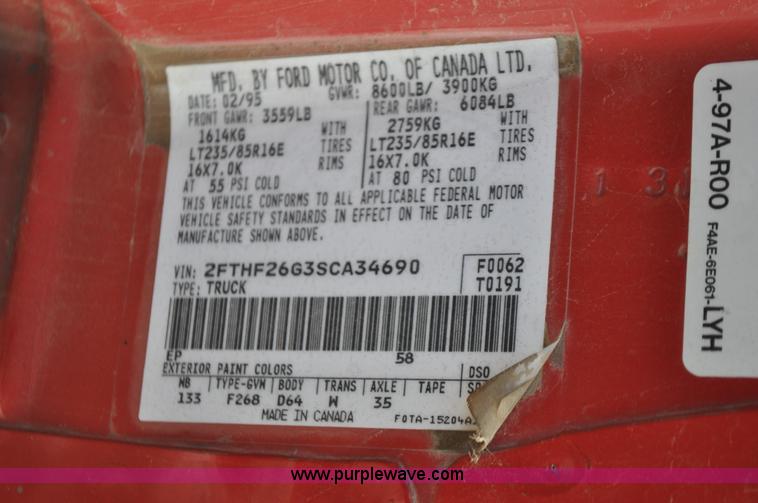 MFD. BY FORD MOTOR CO. OF CANADA LTD.
DATE: 02/95 GVWR: 8600LB/ 3900KG
FRONT GAWR: 3559LB REAR GAWR: 6084LB
1614KG WITH 2759KG WITH
LT235/85R16E TIRES LT235/85R16E TIRES
16X7.0K RIMS 16X7.0K RIMS
AT 55 PSI COLD AT 80 PSI COLD
THIS VEHICLE CONFORMS TO ALL APPLICABLE FEDERAL MOTOR
VEHICLE SAFETY STANDARDS IN EFFECT ON THE DATE OF
MANUFACTURE SHOWN ABOVE.
VIN: 2FTHF26G3SCA34690 F0062
TYPE: TRUCK T0191
EP 58
EXTERIOR PAINT COLORS DSO
WB TYPE-GVW BODY TRANS AXLE TAPE
133 F268 D64 W 35
MADE IN CANADA FOTA-15204A
4-97A-R00 F4AE-6E061-LYH
www.purplewave.com